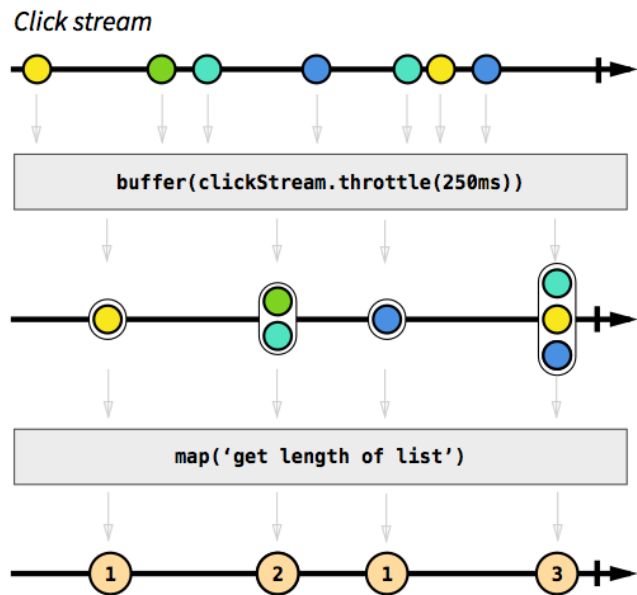 Click stream
buffer(clickStream.throttle(250ms))
map(‘get length of list’)
1 2 1 3